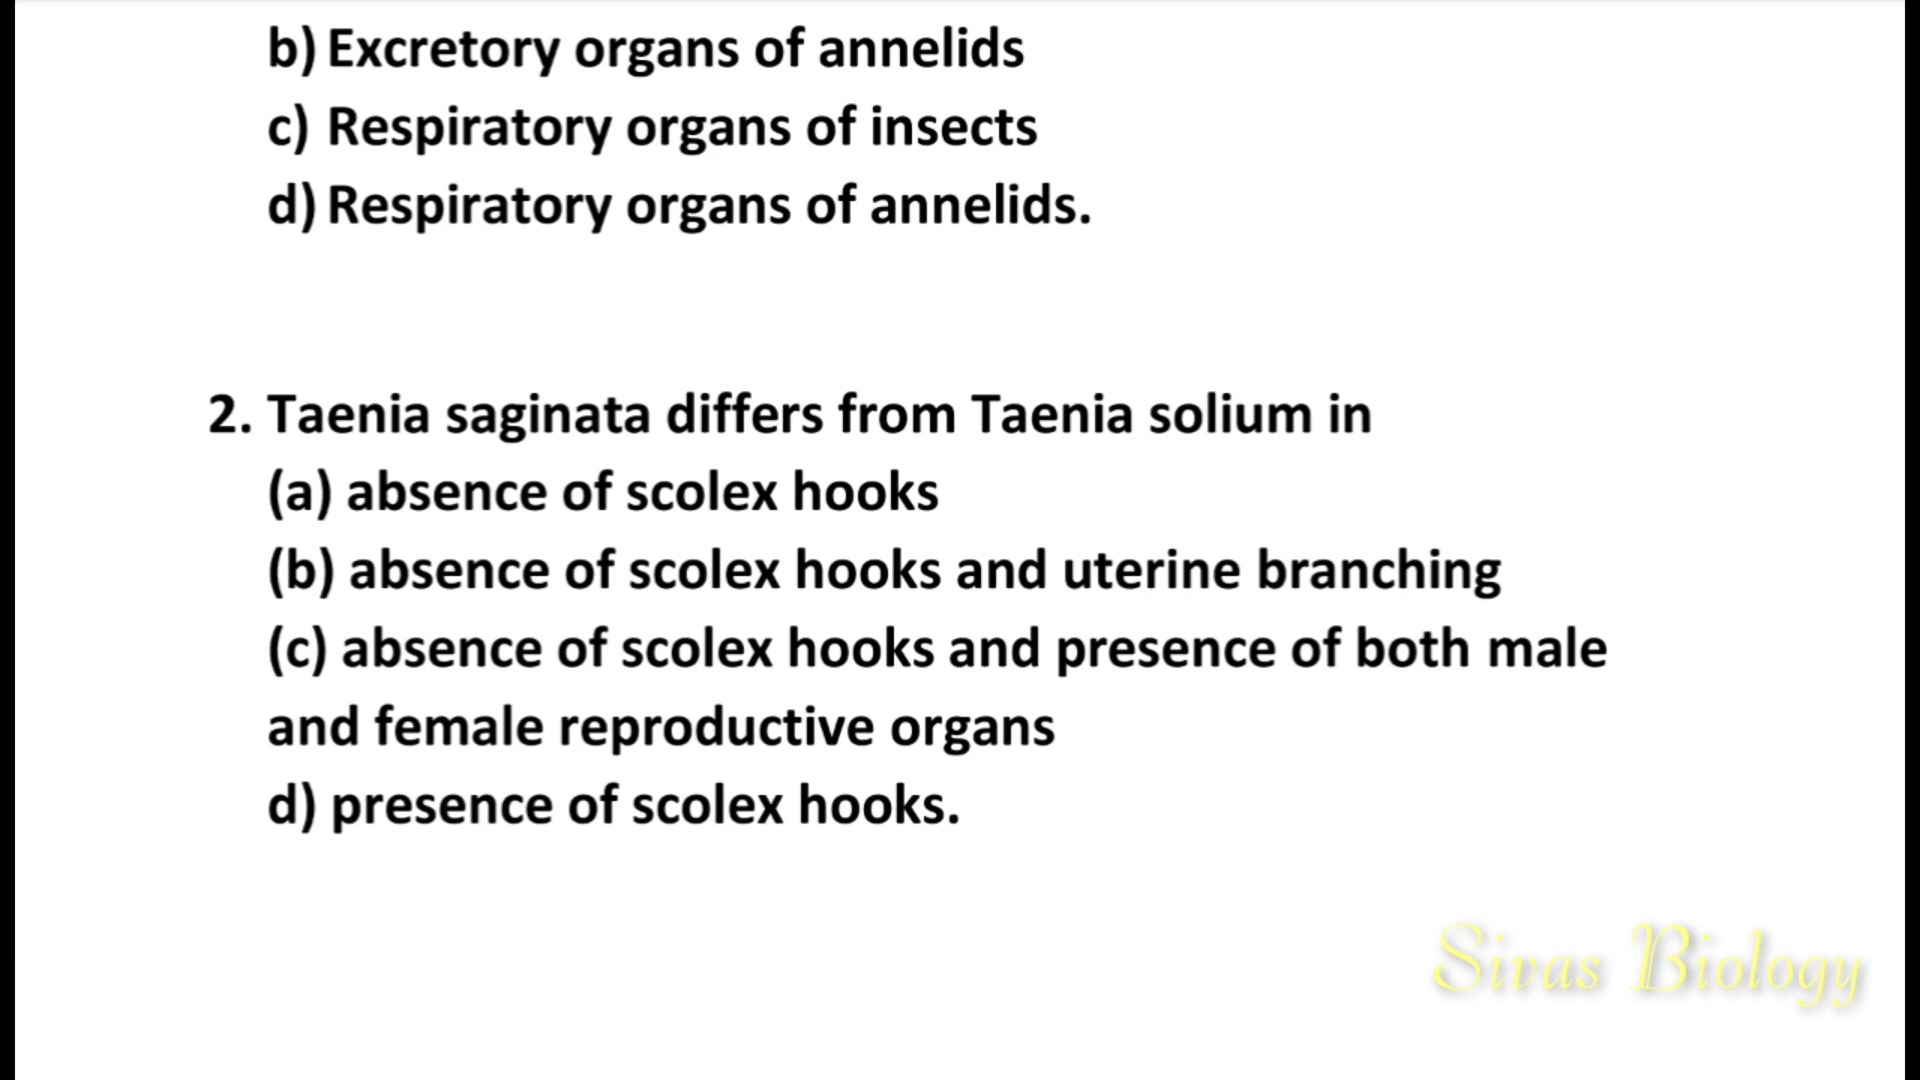 b) Excretory organs of annelids
c) Respiratory organs of insects
d) Respiratory organs of annelids.
2. Taenia saginata differs from Taenia solium in
(a) absence of scolex hooks
(b) absence of scolex hooks and uterine branching
(c) absence of scolex hooks and presence of both male
and female reproductive organs
d) presence of scolex hooks.
Sivas Biology